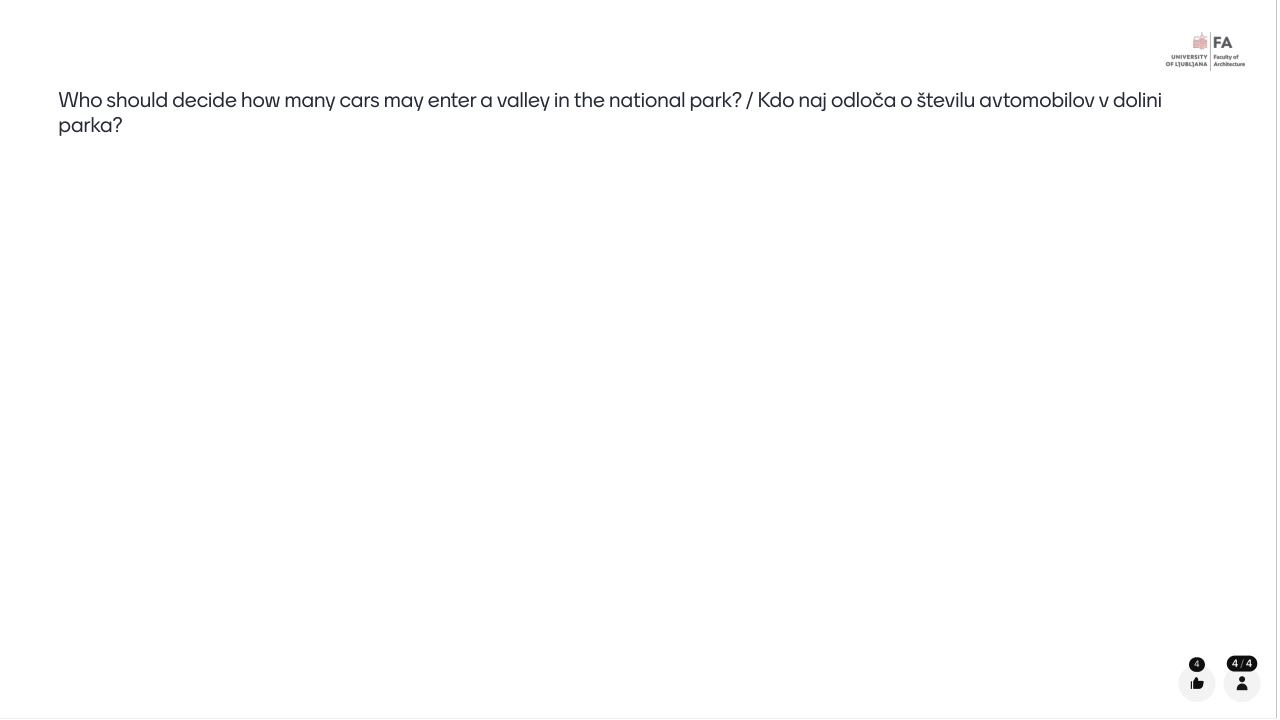 FA
UNIVERSITY
OF LJUBLJANA
Faculty of
Architecture
Who should decide how many cars may enter a valley in the national park? / Kdo naj odloča o številu avtomobilov v dolini
parka?
4
4 / 4